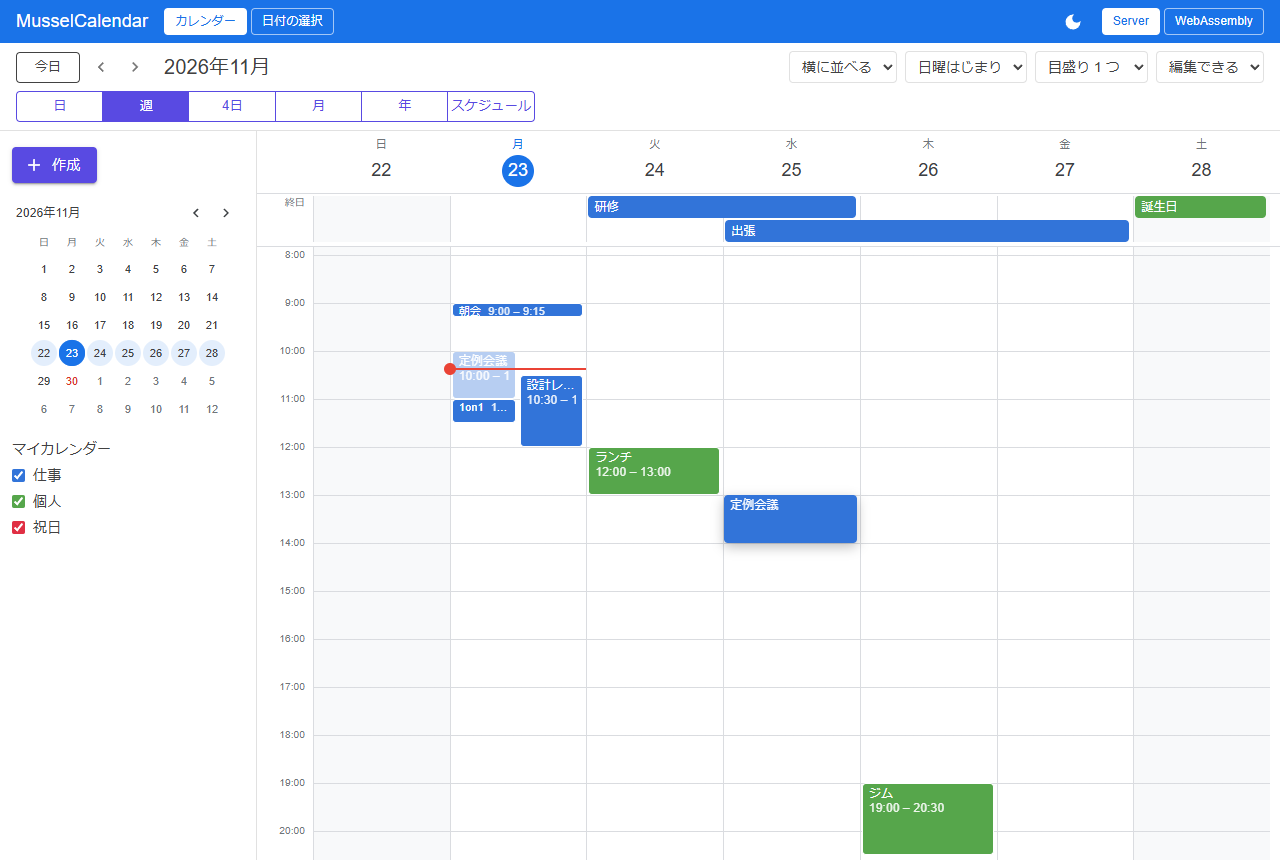 MusselCalendar カレンダー 日付の選択 Server WebAssembly
今日 2026年11月 横に並べる 日曜はじまり 目盛り１つ 編集できる
日 週 4日 月 年 スケジュール
作成
2026年11月
日 月 火 水 木 金 土
1 2 3 4 5 6 7
8 9 10 11 12 13 14
15 16 17 18 19 20 21
22 23 24 25 26 27 28
29 30 1 2 3 4 5
6 7 8 9 10 11 12
マイカレンダー
仕事
個人
祝日
日 月 火 水 木 金 土
22 23 24 25 26 27 28
終日 研修 誕生日
出張
8:00
9:00 朝会 9:00 – 9:15
10:00 定例会議
10:00 – 1
設計レ...
10:30 – 1
11:00 1on1 1...
12:00 ランチ
12:00 – 13:00
13:00 定例会議
14:00
15:00
16:00
17:00
18:00
19:00 ジム
19:00 – 20:30
20:00